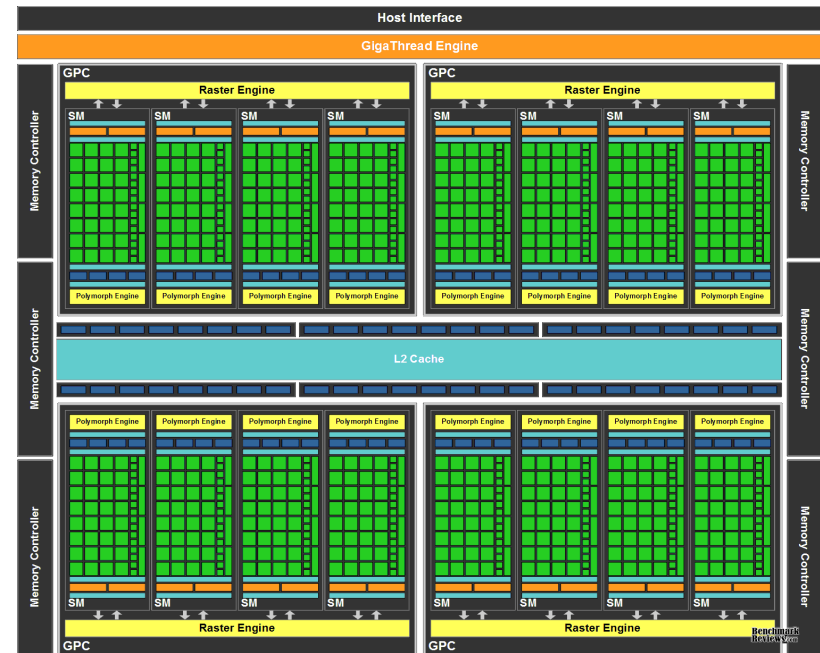 Host Interface
GigaThread Engine
GPC
Raster Engine
SM SM SM SM
Polymorph Engine Polymorph Engine Polymorph Engine Polymorph Engine
GPC
Raster Engine
SM SM SM SM
Polymorph Engine Polymorph Engine Polymorph Engine Polymorph Engine
Memory Controller
Memory Controller
Memory Controller
L2 Cache
Memory Controller
Memory Controller
Memory Controller
Polymorph Engine Polymorph Engine Polymorph Engine Polymorph Engine
SM SM SM SM
Raster Engine
GPC
Polymorph Engine Polymorph Engine Polymorph Engine Polymorph Engine
SM SM SM SM
Raster Engine
GPC
Benchmark
Reviews.com